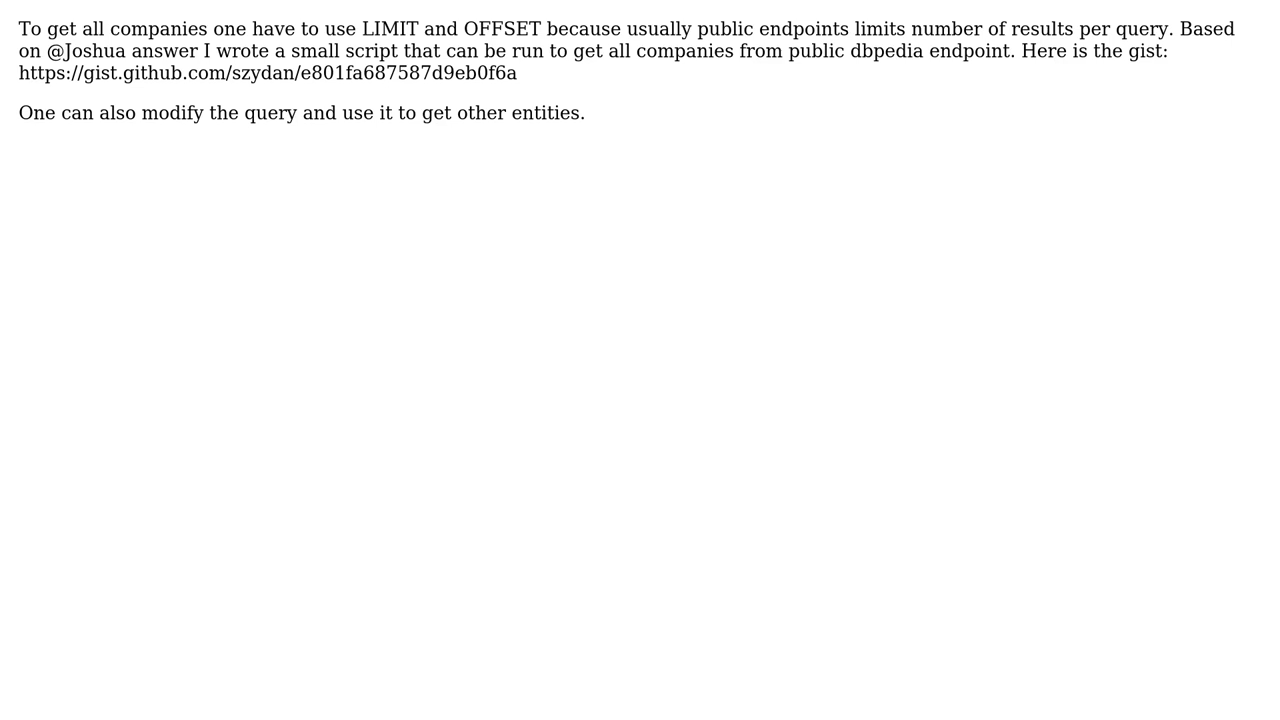 To get all companies one have to use LIMIT and OFFSET because usually public endpoints limits number of results per query. Based
on @Joshua answer I wrote a small script that can be run to get all companies from public dbpedia endpoint. Here is the gist:
https://gist.github.com/szydan/e801fa687587d9eb0f6a
One can also modify the query and use it to get other entities.